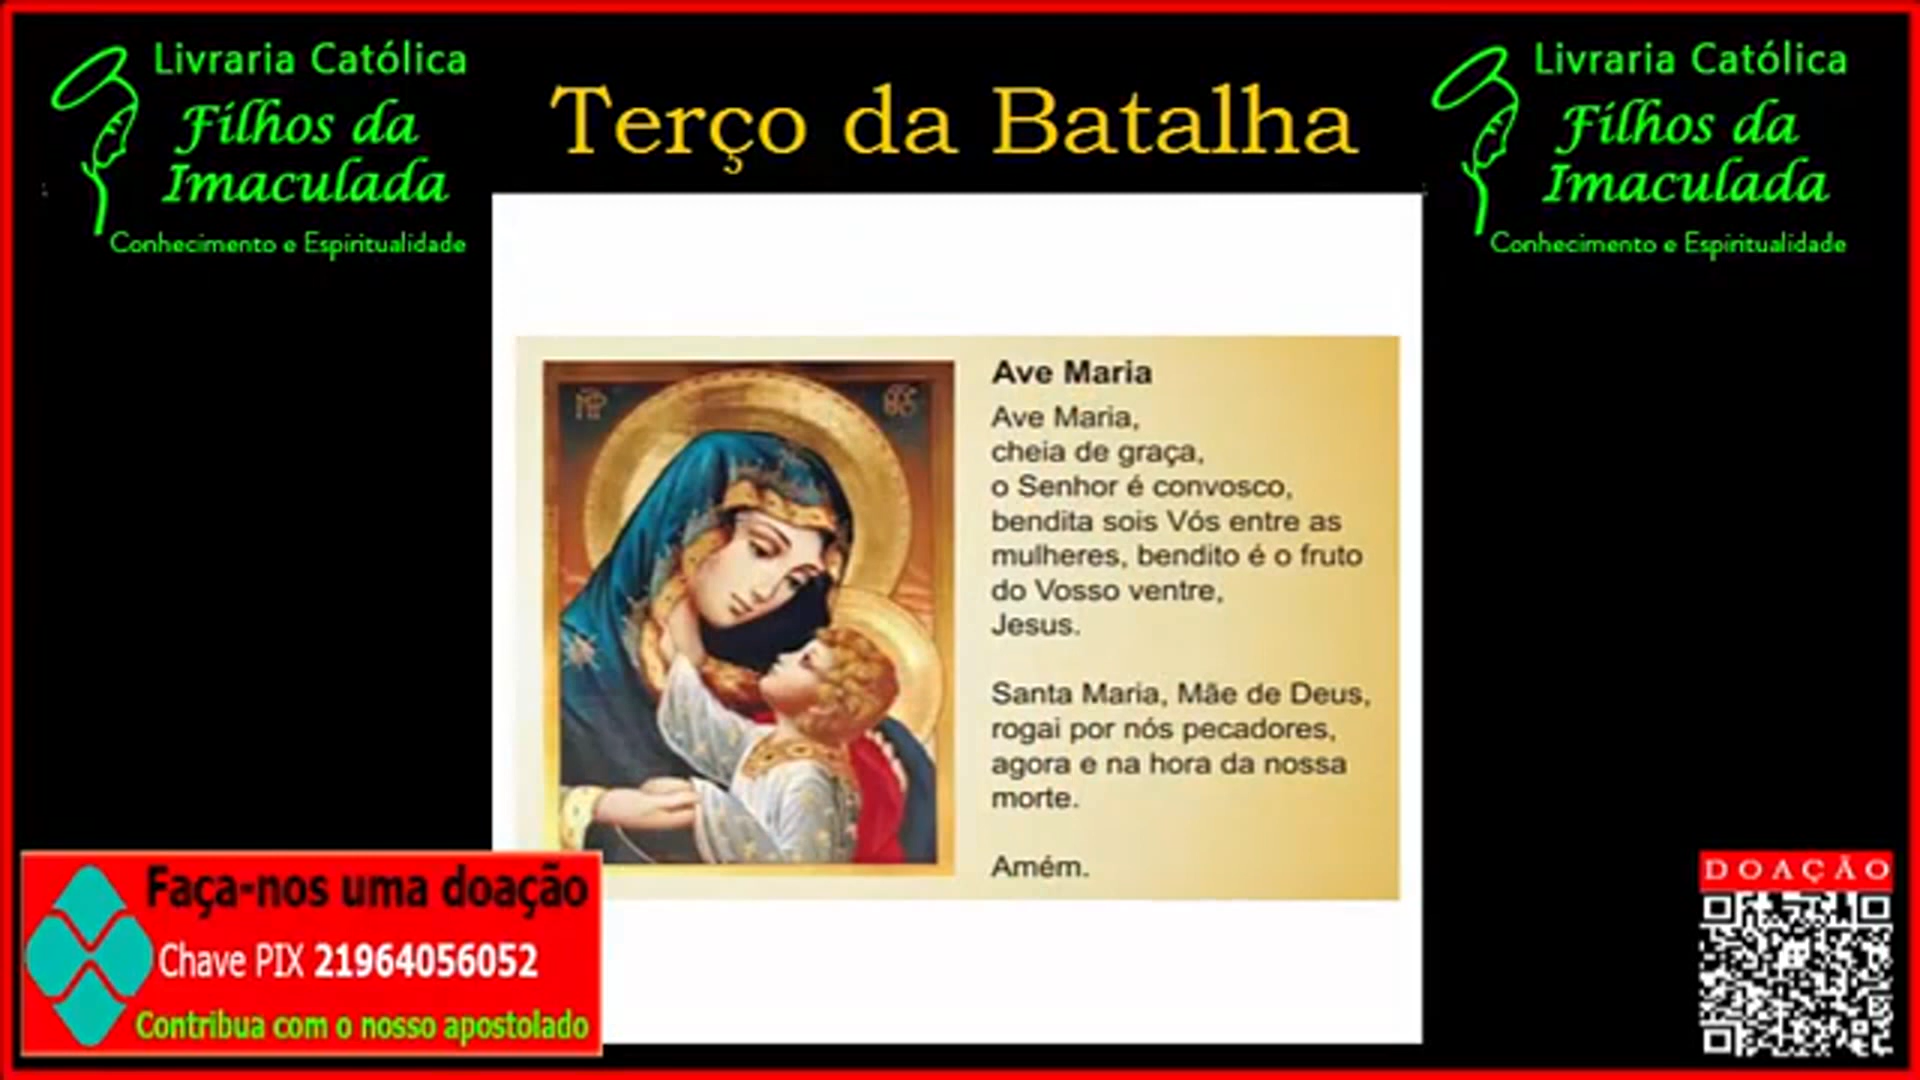 Livraria Católica
Filhos da
Imaculada
Conhecimento e Espiritualidade
Terço da Batalha
Livraria Católica
Filhos da
Imaculada
Conhecimento e Espiritualidade
Ave Maria
Ave Maria,
cheia de graça,
o Senhor é convosco,
bendita sois Vós entre as
mulheres, bendito é o fruto
do Vosso ventre,
Jesus.
Santa Maria, Mãe de Deus,
rogai por nós pecadores,
agora e na hora da nossa
morte.
Amém.
Faça-nos uma doação
Chave PIX 21964056052
Contribua com o nosso apostolado
DOAÇÃO